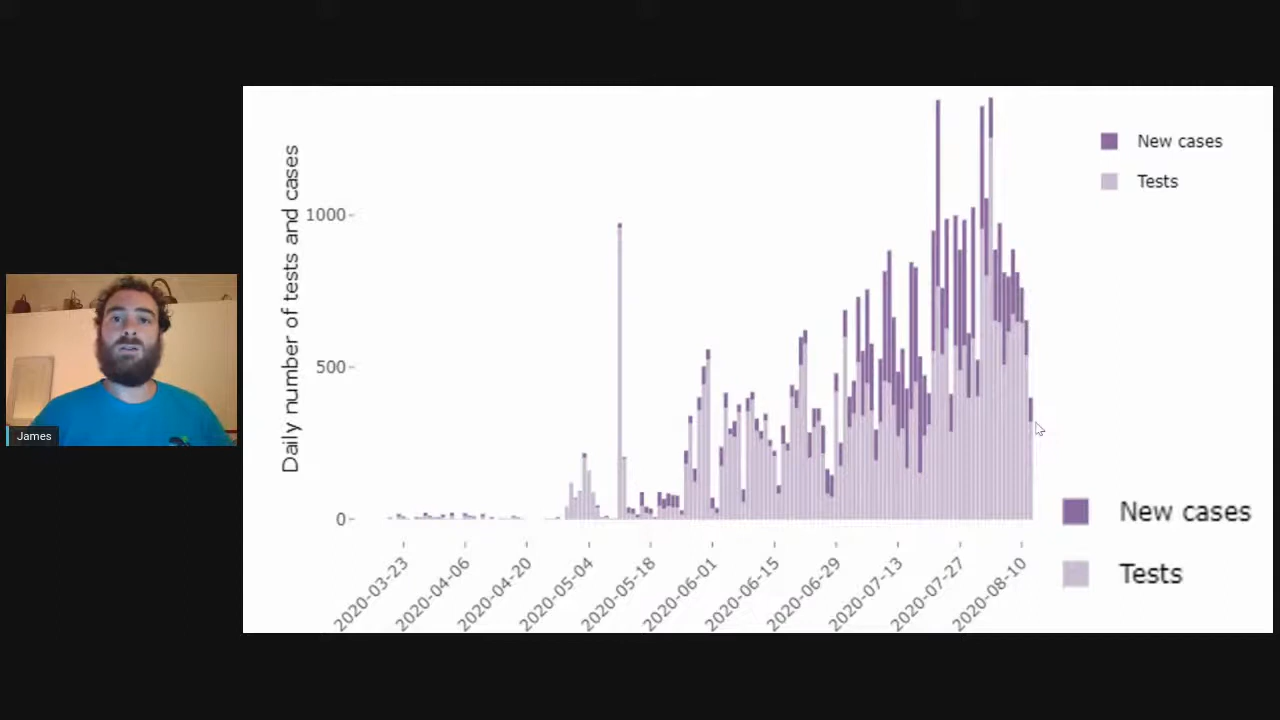 James
Daily number of tests and cases
1000
500
0
2020-03-23
2020-04-06
2020-04-20
2020-05-04
2020-05-18
2020-06-01
2020-06-15
2020-06-29
2020-07-13
2020-07-27
2020-08-10
New cases
Tests
New cases
Tests